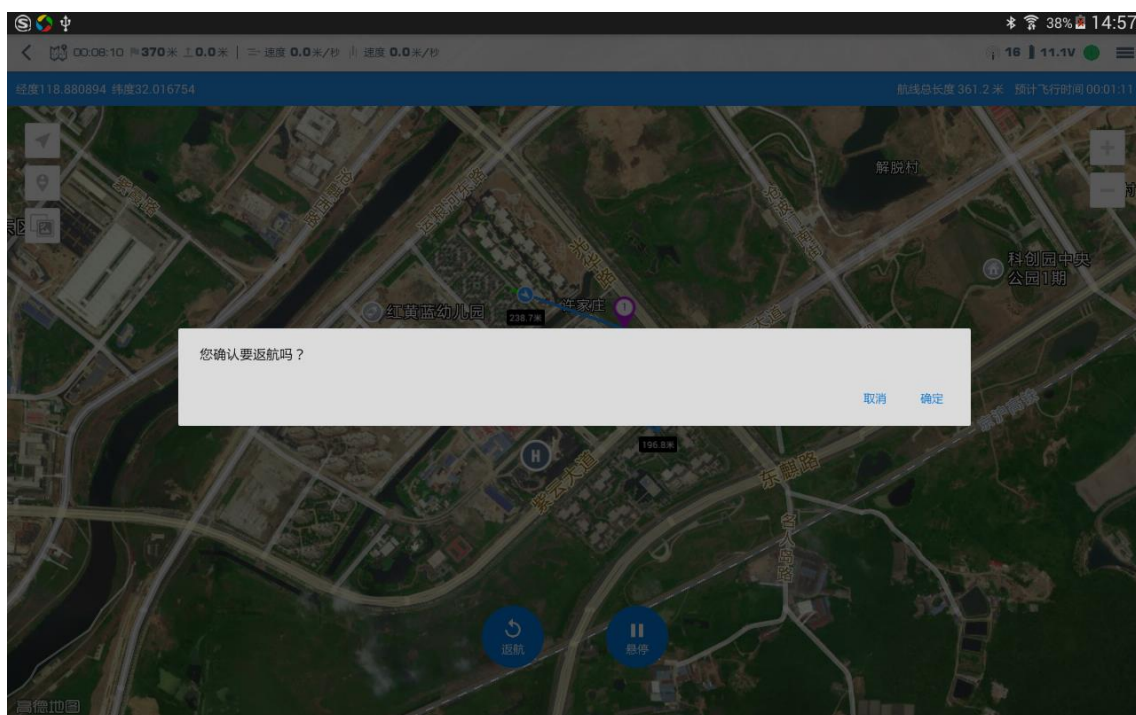 38% 14:57
00:08:10 370米 0.0米 速度 0.0米/秒 速度 0.0米/秒 16 11.1V
经度118.880894 纬度32.016754 航线总长度 361.2 米 预计飞行时间 00:01:11
解脱村
科创园中央
公园1期
红黄蓝幼儿园
许家庄
1
238.7米
您确认要返航吗？
取消 确定
196.8米
H
紫云大道
东麒路
返航 悬停
高德地图